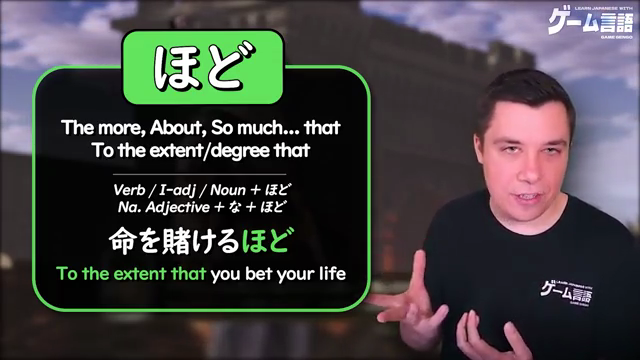 LEARN JAPANESE WITH
ゲーム言語
GAME GENGO
ほど
The more, About, So much... that
To the extent/degree that
Verb / I-adj / Noun + ほど
Na. Adjective + な + ほど
命を賭けるほど
To the extent that you bet your life
LEARN JAPANESE WITH
ゲーム言語
GAME GENGO